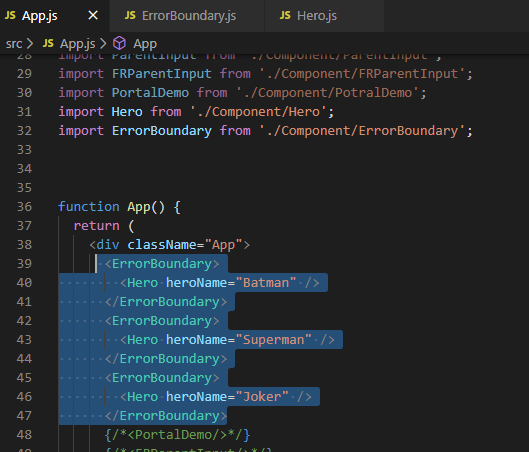 App.js ✕ ErrorBoundary.js Hero.js
src > App.js > App
28 import ParentInput from './Component/ParentInput';
29 import FRParentInput from './Component/FRParentInput';
30 import PortalDemo from './Component/PotralDemo';
31 import Hero from './Component/Hero';
32 import ErrorBoundary from './Component/ErrorBoundary';
33
34
35
36 function App() {
37 return (
38 <div className="App">
39 <ErrorBoundary>
40 <Hero heroName="Batman" />
41 </ErrorBoundary>
42 <ErrorBoundary>
43 <Hero heroName="Superman" />
44 </ErrorBoundary>
45 <ErrorBoundary>
46 <Hero heroName="Joker" />
47 </ErrorBoundary>
48 {/*<PortalDemo/>*/}
49 {/*<FRParentInput/>*/}